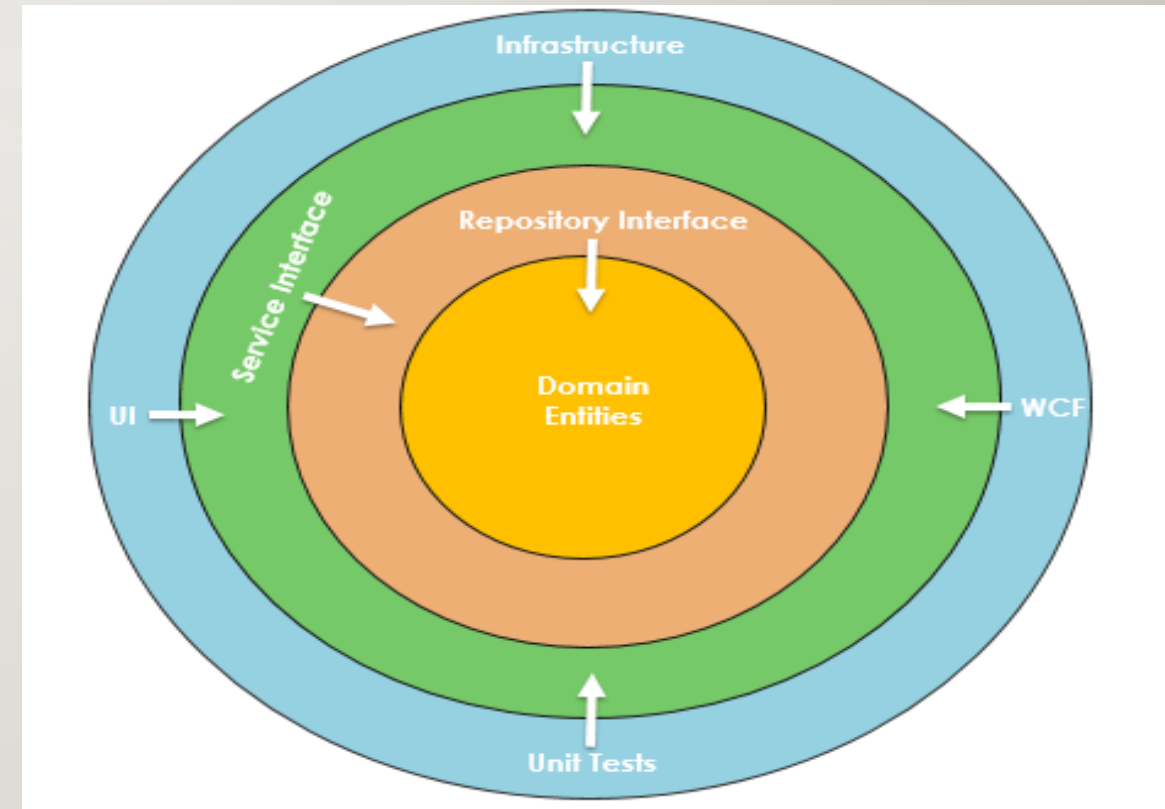 Infrastructure
Repository Interface
Service Interface
Domain
Entities
UI
WCF
Unit Tests